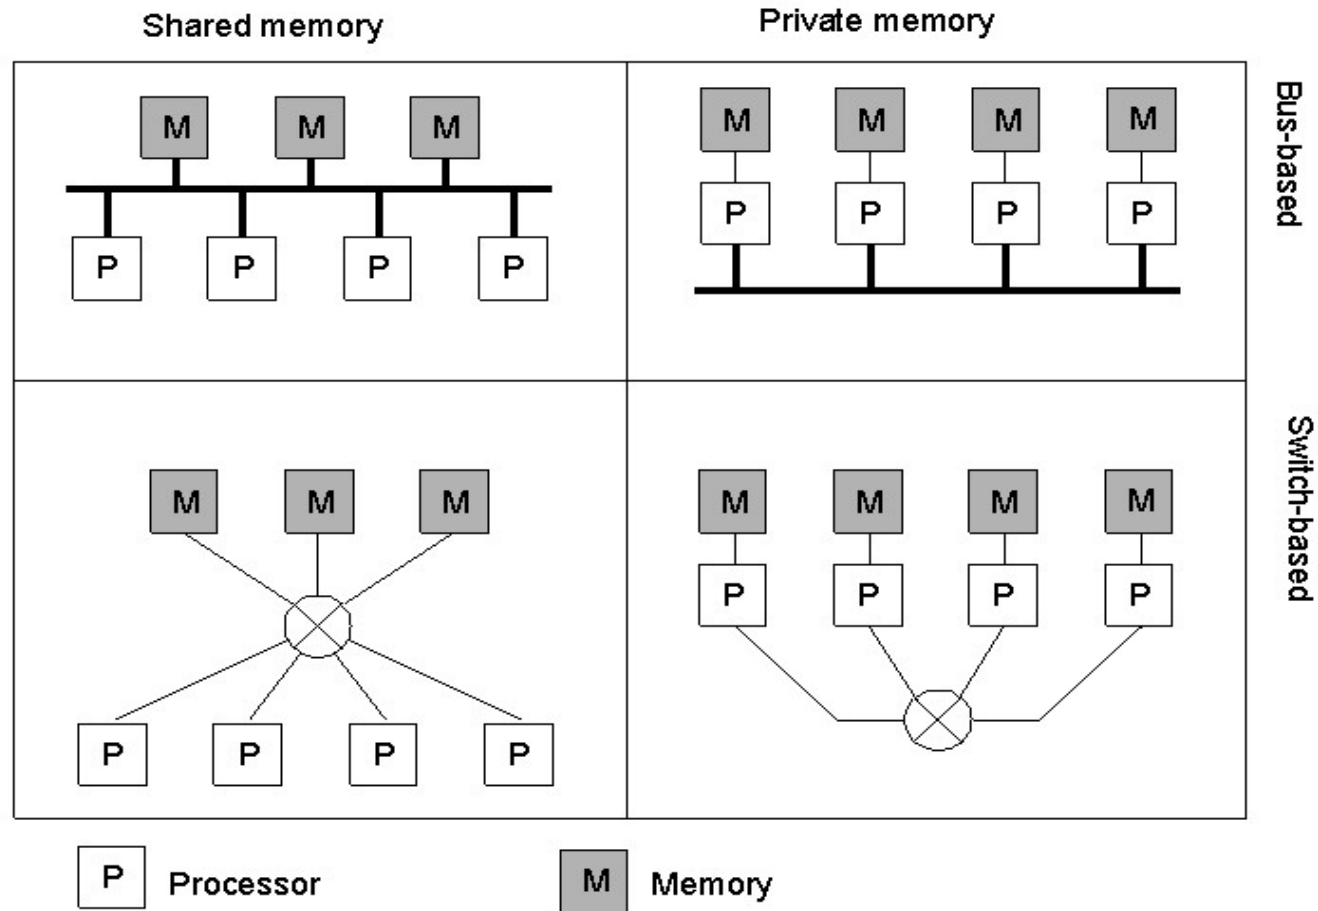 Shared memory
Private memory
M M M
P P P P
M M M M
P P P P
Bus-based
M M M
P P P P
M M M M
P P P P
Switch-based
P Processor
M Memory